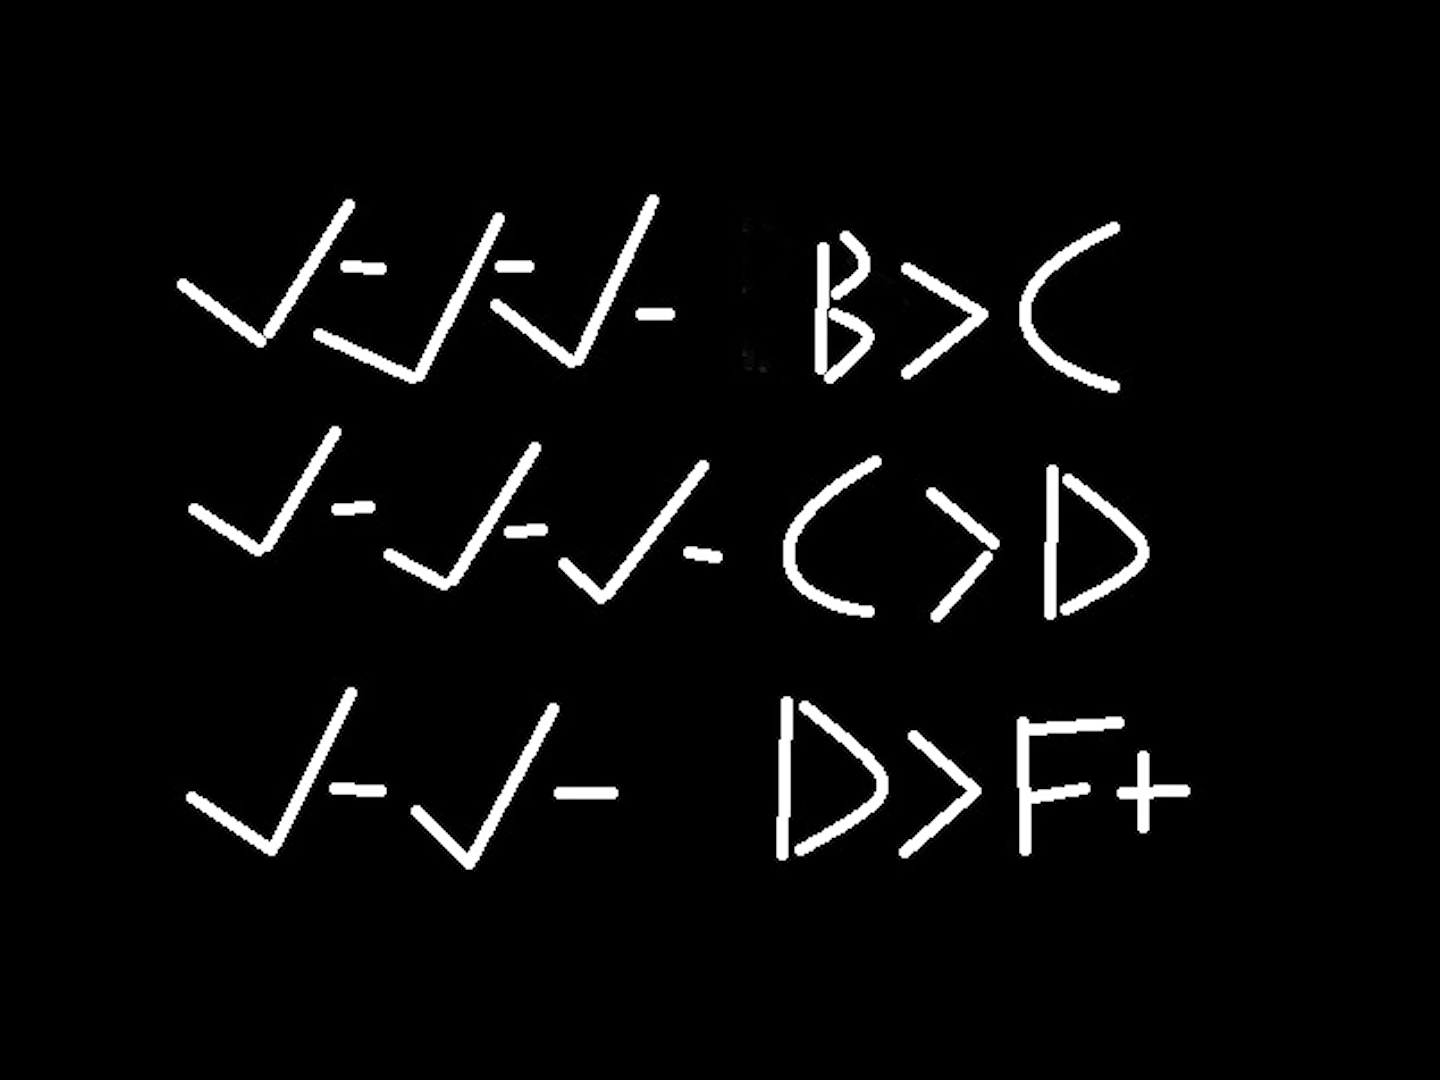 √- √- √- B > C
√- √- √- C > D
√- √- D > F+